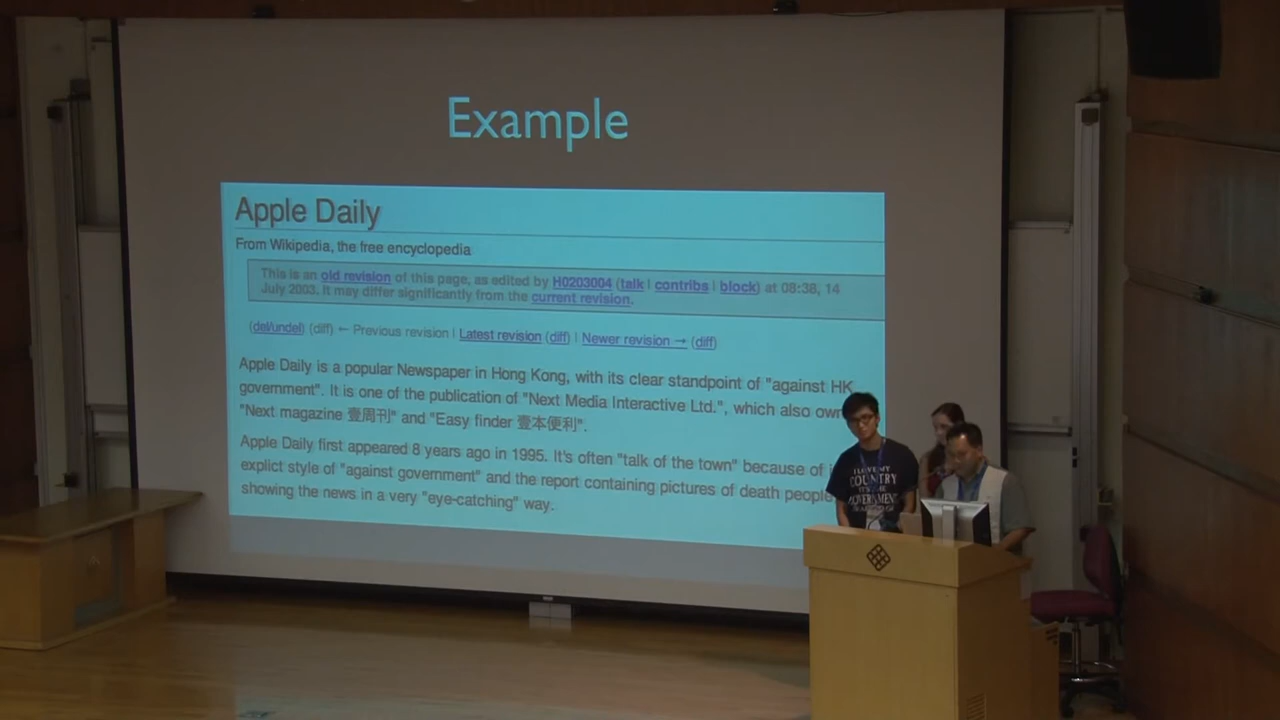 Example
Apple Daily
From Wikipedia, the free encyclopedia
This is an old revision of this page, as edited by H0203004 (talk | contribs | block) at 08:38, 14
July 2003. It may differ significantly from the current revision.
(del/undel) (diff) ← Previous revision | Latest revision (diff) | Newer revision → (diff)
Apple Daily is a popular Newspaper in Hong Kong, with its clear standpoint of "against HK
government". It is one of the publication of "Next Media Interactive Ltd.", which also own
"Next magazine 壹周刊" and "Easy finder 壹本便利".
Apple Daily first appeared 8 years ago in 1995. It's often "talk of the town" because of
explict style of "against government" and the report containing pictures of death people
showing the news in a very "eye-catching" way.
I LOVE MY
COUNTRY
IT'S THE
GOVERNMENT